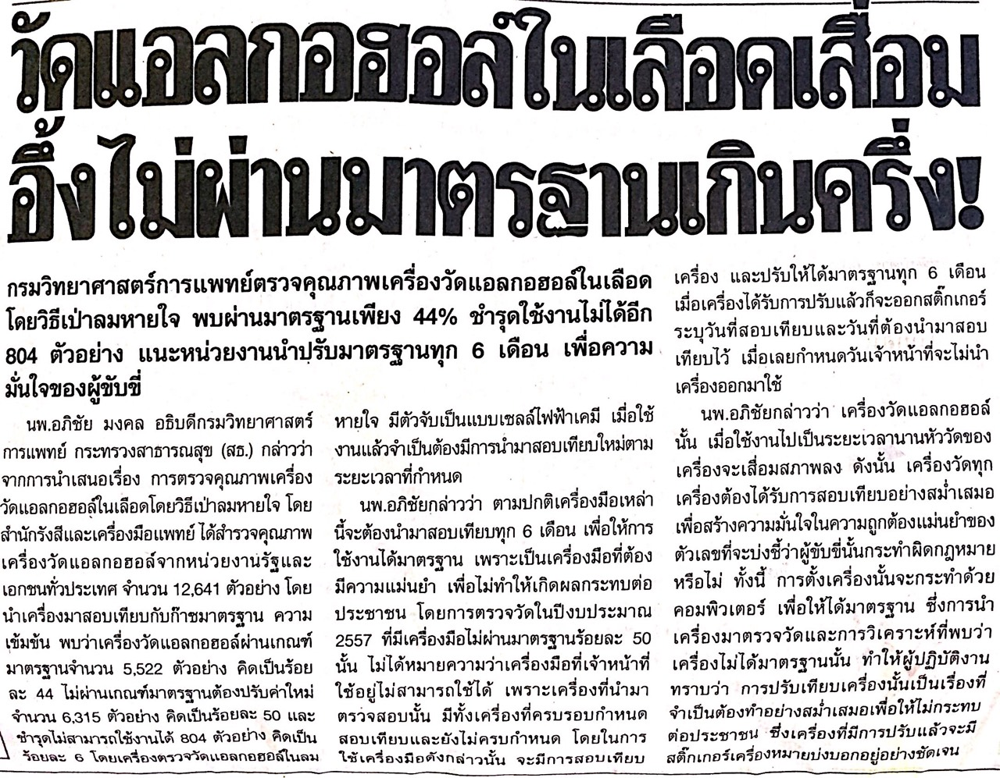 วัดแอลกอฮอล์ในเลือดเสื่อม
อึ้งไม่ผ่านมาตรฐานเกินครึ่ง!
กรมวิทยาศาสตร์การแพทย์ตรวจคุณภาพเครื่องวัดแอลกอฮอล์ในเลือด
โดยวิธีเป่าลมหายใจ พบผ่านมาตรฐานเพียง 44% ชำรุดใช้งานไม่ได้อีก
804 ตัวอย่าง แนะหน่วยงานนำปรับมาตรฐานทุก 6 เดือน เพื่อความ
มั่นใจของผู้ขับขี่
นพ.อภิชัย มงคล อธิบดีกรมวิทยาศาสตร์
การแพทย์ กระทรวงสาธารณสุข (สธ.) กล่าวว่า
จากการนำเสนอเรื่อง การตรวจคุณภาพเครื่อง
วัดแอลกอฮอล์ในเลือดโดยวิธีเป่าลมหายใจ โดย
สำนักรังสีและเครื่องมือแพทย์ ได้สำรวจคุณภาพ
เครื่องวัดแอลกอฮอล์จากหน่วยงานรัฐและ
เอกชนทั่วประเทศ จำนวน 12,641 ตัวอย่าง โดย
นำเครื่องมาสอบเทียบกับก๊าซมาตรฐาน ความ
เข้มข้น พบว่าเครื่องวัดแอลกอฮอล์ผ่านเกณฑ์
มาตรฐานจำนวน 5,522 ตัวอย่าง คิดเป็นร้อย
ละ 44 ไม่ผ่านเกณฑ์มาตรฐานต้องปรับค่าใหม่
จำนวน 6,315 ตัวอย่าง คิดเป็นร้อยละ 50 และ
ชำรุดไม่สามารถใช้งานได้ 804 ตัวอย่าง คิดเป็น
ร้อยละ 6 โดยเครื่องตรวจวัดแอลกอฮอล์ในลม
หายใจ มีตัวจับเป็นแบบเซลล์ไฟฟ้าเคมี เมื่อใช้
งานแล้วจำเป็นต้องมีการนำมาสอบเทียบใหม่ตาม
ระยะเวลาที่กำหนด
นพ.อภิชัยกล่าวว่า ตามปกติเครื่องมือเหล่า
นี้จะต้องนำมาสอบเทียบทุก 6 เดือน เพื่อให้การ
ใช้งานได้มาตรฐาน เพราะเป็นเครื่องมือที่ต้อง
มีความแม่นยำ เพื่อไม่ทำให้เกิดผลกระทบต่อ
ประชาชน โดยการตรวจวัดในปีงบประมาณ
2557 ที่มีเครื่องมือไม่ผ่านมาตรฐานร้อยละ 50
นั้น ไม่ได้หมายความว่าเครื่องมือที่เจ้าหน้าที่
ใช้อยู่ไม่สามารถใช้ได้ เพราะเครื่องที่นำมา
ตรวจสอบนั้น มีทั้งเครื่องที่ครบรอบกำหนด
สอบเทียบและยังไม่ครบกำหนด โดยในการ
ใช้เครื่องมือดังกล่าวนั้น จะมีการสอบเทียบ
เครื่อง และปรับให้ได้มาตรฐานทุก 6 เดือน
เมื่อเครื่องได้รับการปรับแล้วก็จะออกสติ๊กเกอร์
ระบุวันที่สอบเทียบและวันที่ต้องนำมาสอบ
เทียบไว้ เมื่อเลยกำหนดวันเจ้าหน้าที่จะไม่นำ
เครื่องออกมาใช้
นพ.อภิชัยกล่าวว่า เครื่องวัดแอลกอฮอล์
นั้น เมื่อใช้งานไปเป็นระยะเวลานานหัววัดของ
เครื่องจะเสื่อมสภาพลง ดังนั้น เครื่องวัดทุก
เครื่องต้องได้รับการสอบเทียบอย่างสม่ำเสมอ
เพื่อสร้างความมั่นใจในความถูกต้องแม่นยำของ
ตัวเลขที่จะบ่งชี้ว่าผู้ขับขี่นั้นกระทำผิดกฎหมาย
หรือไม่ ทั้งนี้ การตั้งเครื่องนั้นจะกระทำด้วย
คอมพิวเตอร์ เพื่อให้ได้มาตรฐาน ซึ่งการนำ
เครื่องมาตรวจวัดและการวิเคราะห์ที่พบว่า
เครื่องไม่ได้มาตรฐานนั้น ทำให้ผู้ปฏิบัติงาน
ทราบว่า การปรับเทียบเครื่องนั้นเป็นเรื่องที่
จำเป็นต้องทำอย่างสม่ำเสมอเพื่อให้ไม่กระทบ
ต่อประชาชน ซึ่งเครื่องที่มีการปรับแล้วจะมี
สติ๊กเกอร์เครื่องหมายบ่งบอกอยู่อย่างชัดเจน